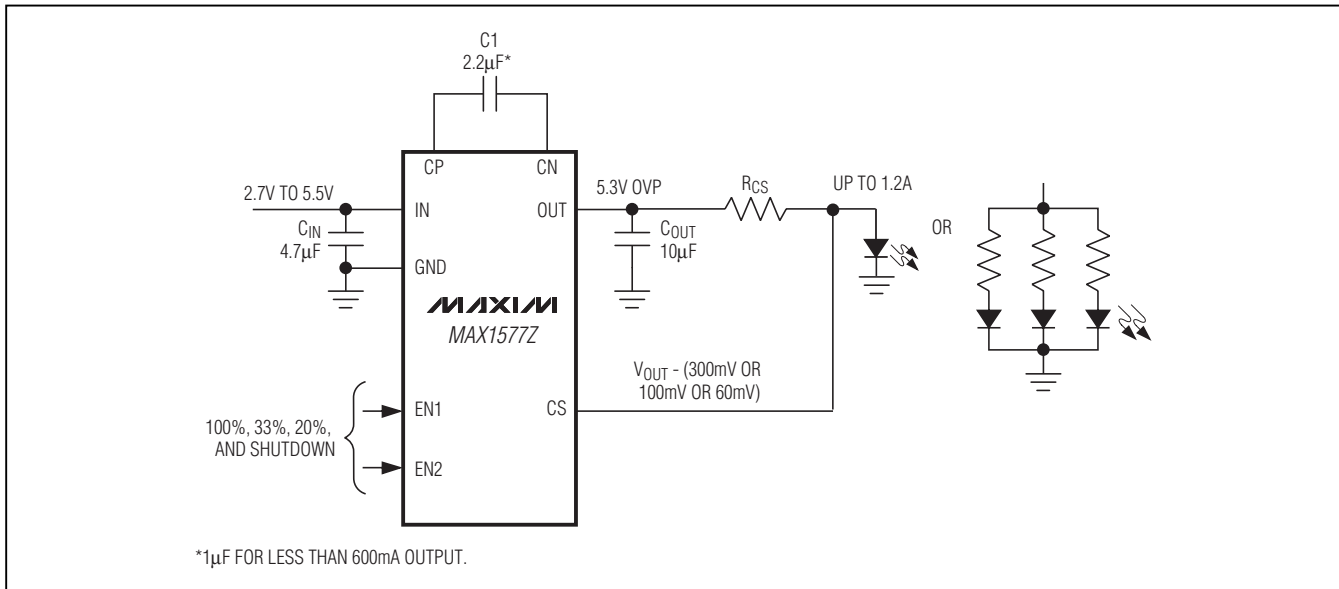 C1
2.2µF*
CP
CN
2.7V TO 5.5V
IN
5.3V OVP
OUT
RCS
UP TO 1.2A
OR
CIN
4.7µF
COUT
10µF
GND
MAXIM
MAX1577Z
VOUT - (300mV OR
100mV OR 60mV)
CS
100%, 33%, 20%,
AND SHUTDOWN
EN1
EN2
*1µF FOR LESS THAN 600mA OUTPUT.